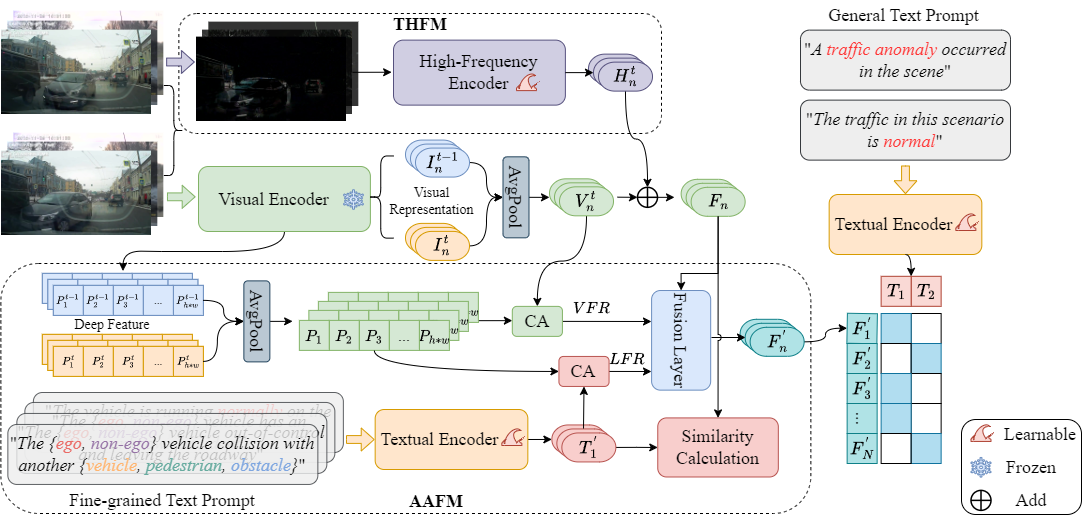 THFM
High-Frequency
Encoder
H_n^t
General Text Prompt
"A traffic anomaly occurred
in the scene"
"The traffic in this scenario
is normal"
Textual Encoder
Visual Encoder
I_n^{t-1}
Visual
Representation
I_n^t
AvgPool
V_n^t
F_n
P_1^{t-1} P_2^{t-1} P_3^{t-1} ... P_{h*w}^{t-1}
Deep Feature
P_1^t P_2^t P_3^t ... P_{h*w}^t
AvgPool
P_1 P_2 P_3 ... P_{h*w}
w
w
CA
VFR
CA
LFR
Fusion Layer
F_n'
T_1 T_2
F_1'
F_2'
F_3'
⋮
F_N'
"The vehicle is running normally on the
"The {ego, non-ego} vehicle out-of-control
and leaving the roadway"
"The {ego, non-ego} vehicle collision with
another {vehicle, pedestrian, obstacle}"
Textual Encoder
T_1'
Similarity
Calculation
Fine-grained Text Prompt
AAFM
Learnable
Frozen
Add